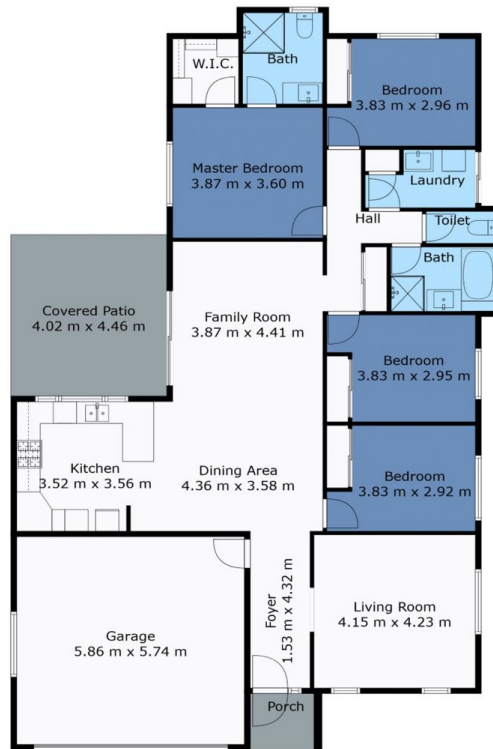 Bath
W.I.C.
Bedroom
3.83 m x 2.96 m
Master Bedroom
3.87 m x 3.60 m
Laundry
Hall
Toilet
Bath
Covered Patio
4.02 m x 4.46 m
Family Room
3.87 m x 4.41 m
Bedroom
3.83 m x 2.95 m
Kitchen
3.52 m x 3.56 m
Dining Area
4.36 m x 3.58 m
Bedroom
3.83 m x 2.92 m
Foyer
1.53 m x 4.32 m
Living Room
4.15 m x 4.23 m
Garage
5.86 m x 5.74 m
Porch